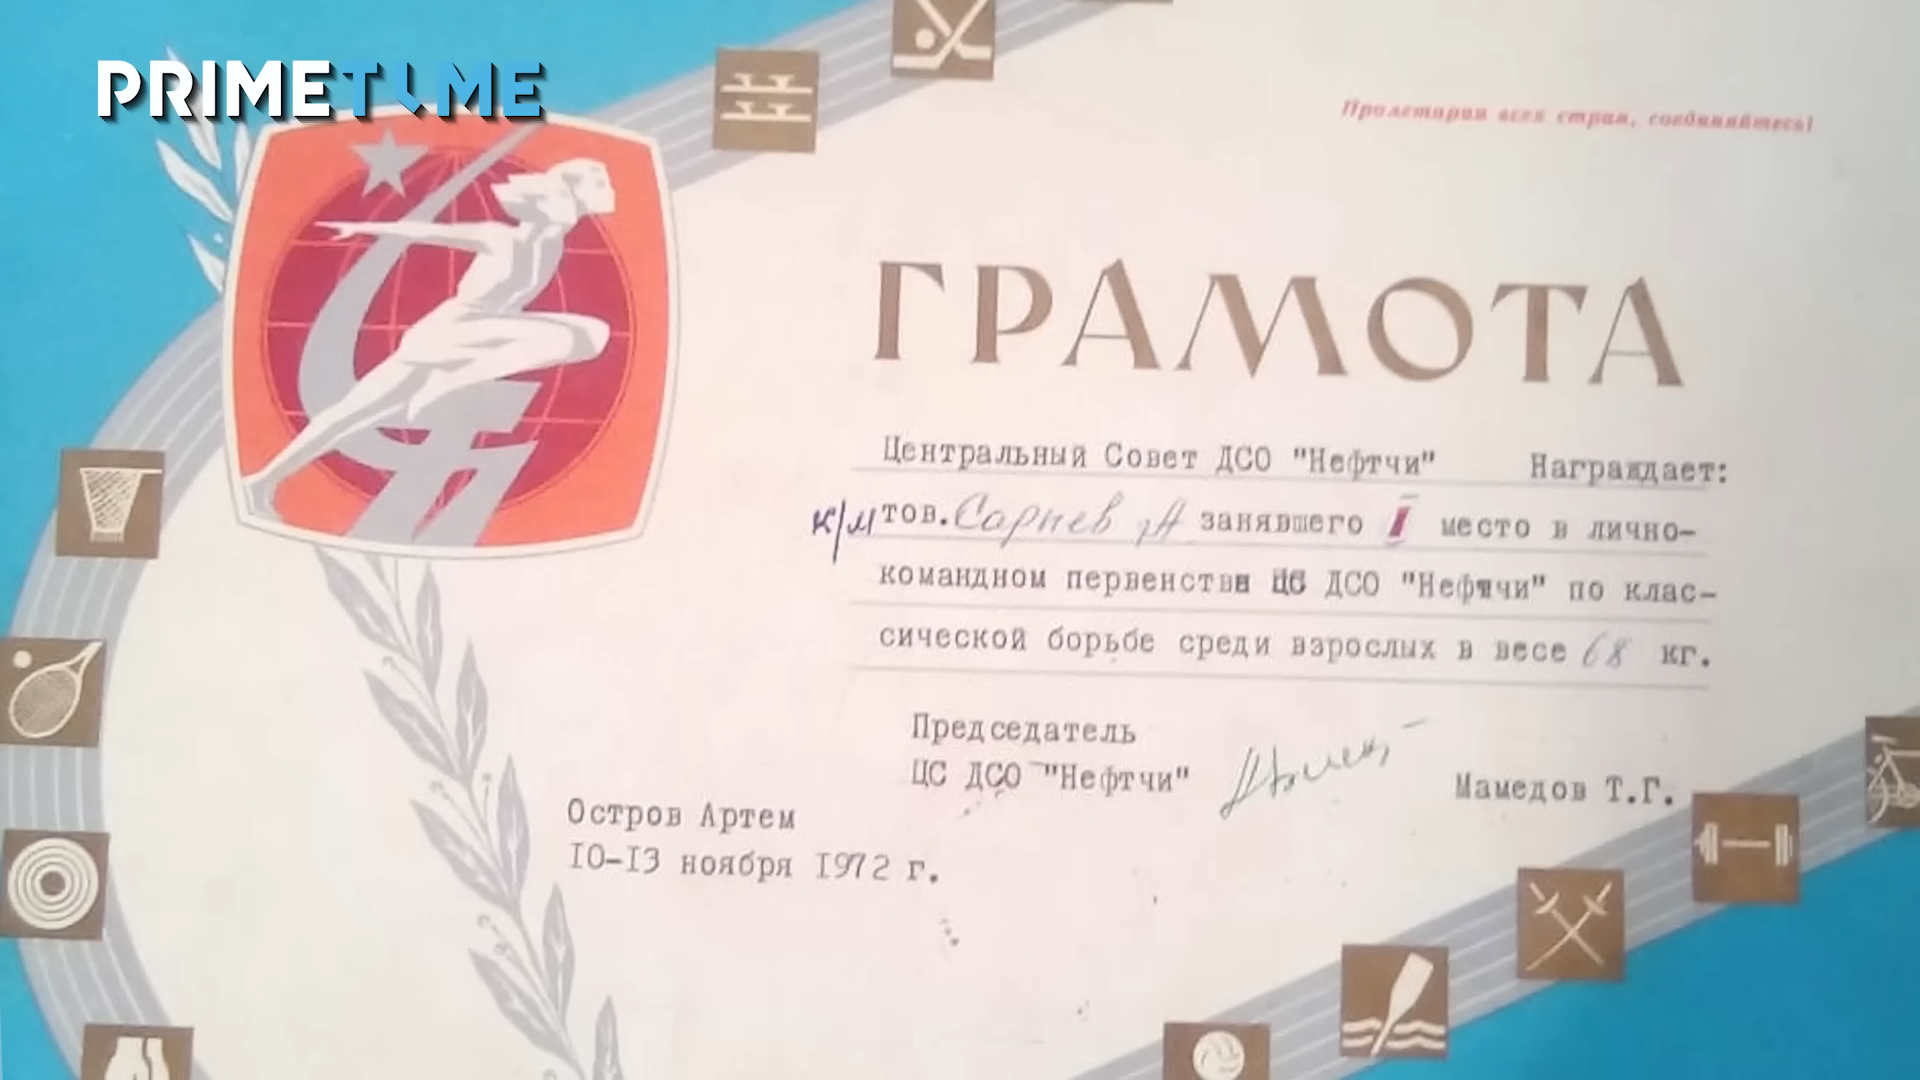 PRIMETIME
Пролетарии всех стран, соединяйтесь!
ГРАМОТА
Центральный Совет ДСО "Нефтчи" Награждает:
к/м тов. занявшего I место в лично-
командном первенстве ЦС ДСО "Нефтчи" по клас-
сической борьбе среди взрослых в весе 68 кг.
Председатель
ЦС ДСО "Нефтчи" Мамедов Т.Г.
Остров Артем
10-13 ноября 1972 г.